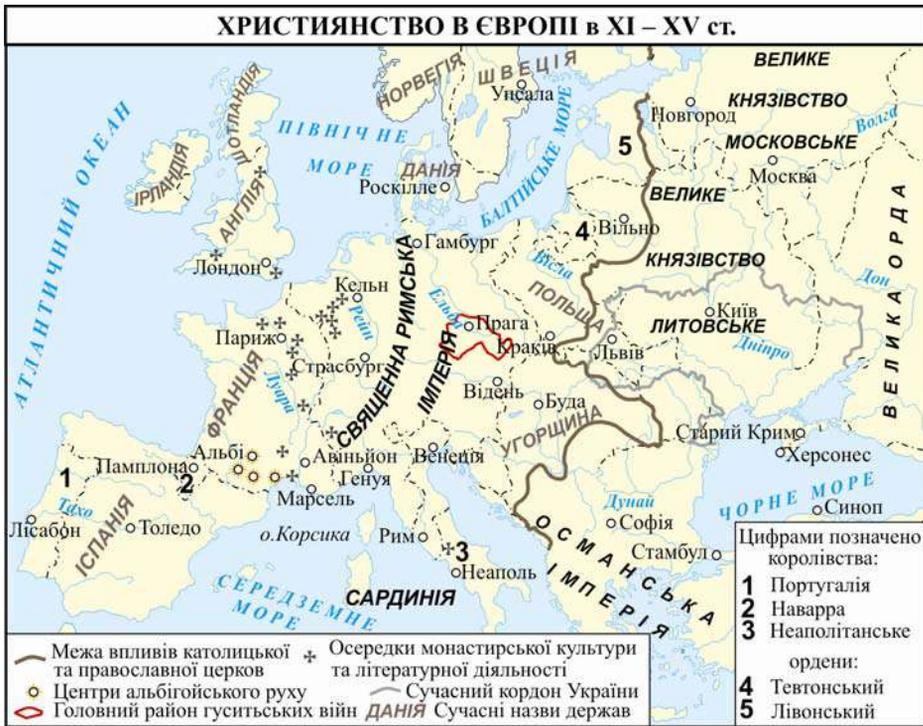 ХРИСТИЯНСТВО В ЄВРОПІ в XI – XV ст.
АТЛАНТИЧНИЙ ОКЕАН
ІРЛАНДІЯ
ШОТЛАНДІЯ
АНГЛІЯ
Лондон
ПІВНІЧНЕ
МОРЕ
НОРВЕГІЯ
ШВЕЦІЯ
Упсала
ДАНІЯ
Роскілле
БАЛТІЙСЬКЕ МОРЕ
5
4
Вільно
Новгород
ВЕЛИКЕ
КНЯЗІВСТВО
МОСКОВСЬКЕ
Москва
Волга
ВЕЛИКЕ
КНЯЗІВСТВО
ЛИТОВСЬКЕ
Київ
Дніпро
Дон
ВЕЛИКА ОРДА
Гамбург
Кельн
Рейн
Ельба
Прага
Вісла
ПОЛЬЩА
Краків
Львів
Париж
Страсбург
СВЯЩЕННА РИМСЬКА
ІМПЕРІЯ
ФРАНЦІЯ
Луара
Відень
Буда
УГОРЩИНА
Альбі
Авіньйон
Генуя
Венеція
Марсель
Памплона
1
2
Тахо
Лісабон
Толедо
ІСПАНІЯ
о.Корсика
Рим
3
Неаполь
САРДИНІЯ
СЕРЕДЗЕМНЕ
МОРЕ
Дунай
Софія
Стамбул
ОСМАНСЬКА
ІМПЕРІЯ
Старий Крим
Херсонес
ЧОРНЕ МОРЕ
Синоп
Цифрами позначено
королівства:
1 Португалія
2 Наварра
3 Неаполітанське
ордени:
4 Тевтонський
5 Лівонський
Межа впливів католицької
та православної церков
Центри альбігойського руху
Головний район гуситьських війн
Осередки монастирської культури
та літературної діяльності
Сучасний кордон України
ДАНІЯ Сучасні назви держав